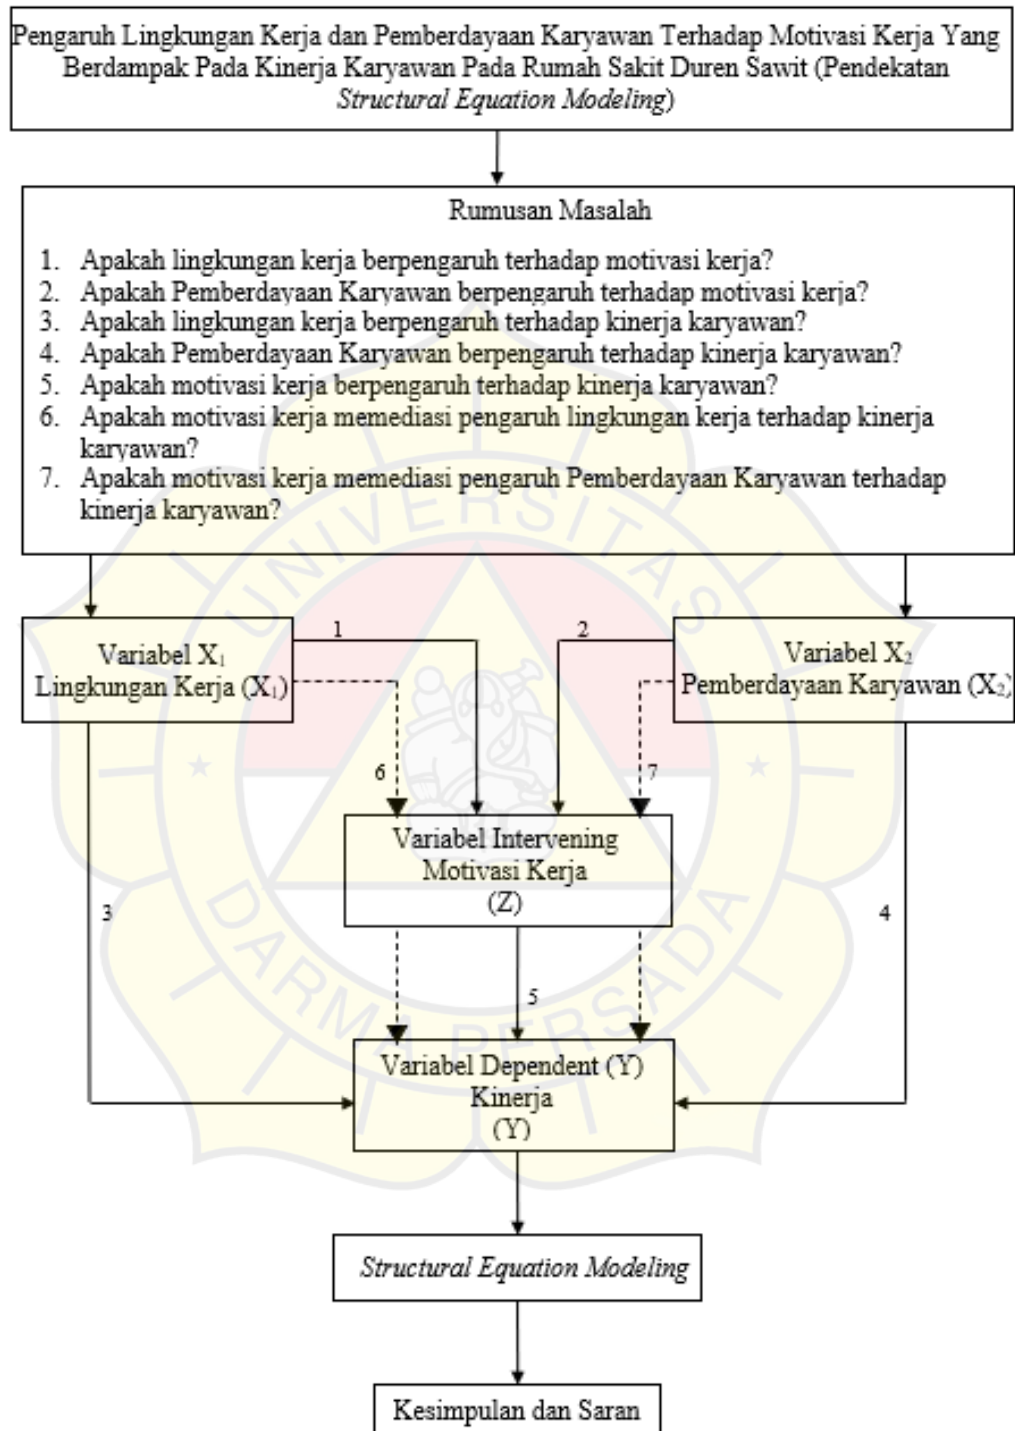 Pengaruh Lingkungan Kerja dan Pemberdayaan Karyawan Terhadap Motivasi Kerja Yang
Berdampak Pada Kinerja Karyawan Pada Rumah Sakit Duren Sawit (Pendekatan
Structural Equation Modeling)
Rumusan Masalah
1. Apakah lingkungan kerja berpengaruh terhadap motivasi kerja?
2. Apakah Pemberdayaan Karyawan berpengaruh terhadap motivasi kerja?
3. Apakah lingkungan kerja berpengaruh terhadap kinerja karyawan?
4. Apakah Pemberdayaan Karyawan berpengaruh terhadap kinerja karyawan?
5. Apakah motivasi kerja berpengaruh terhadap kinerja karyawan?
6. Apakah motivasi kerja memediasi pengaruh lingkungan kerja terhadap kinerja
karyawan?
7. Apakah motivasi kerja memediasi pengaruh Pemberdayaan Karyawan terhadap
kinerja karyawan?
UNIVERSITAS
Variabel X₁
Lingkungan Kerja (X₁)
1
2
Variabel X₂
Pemberdayaan Karyawan (X₂)
6
7
Variabel Intervening
Motivasi Kerja
(Z)
3
4
5
DARMA PERSADA
Variabel Dependent (Y)
Kinerja
(Y)
Structural Equation Modeling
Kesimpulan dan Saran